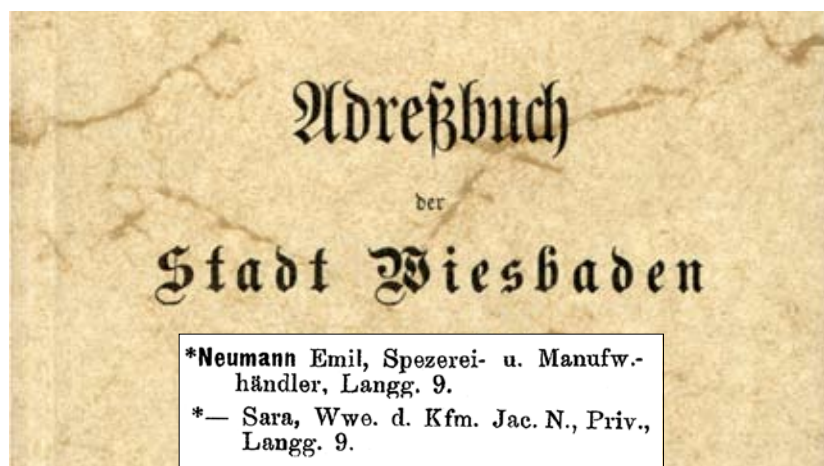 Adreßbuch
der
Stadt Wiesbaden
*Neumann Emil, Spezerei- u. Manufw.-
händler, Langg. 9.
*— Sara, Wwe. d. Kfm. Jac. N., Priv.,
Langg. 9.